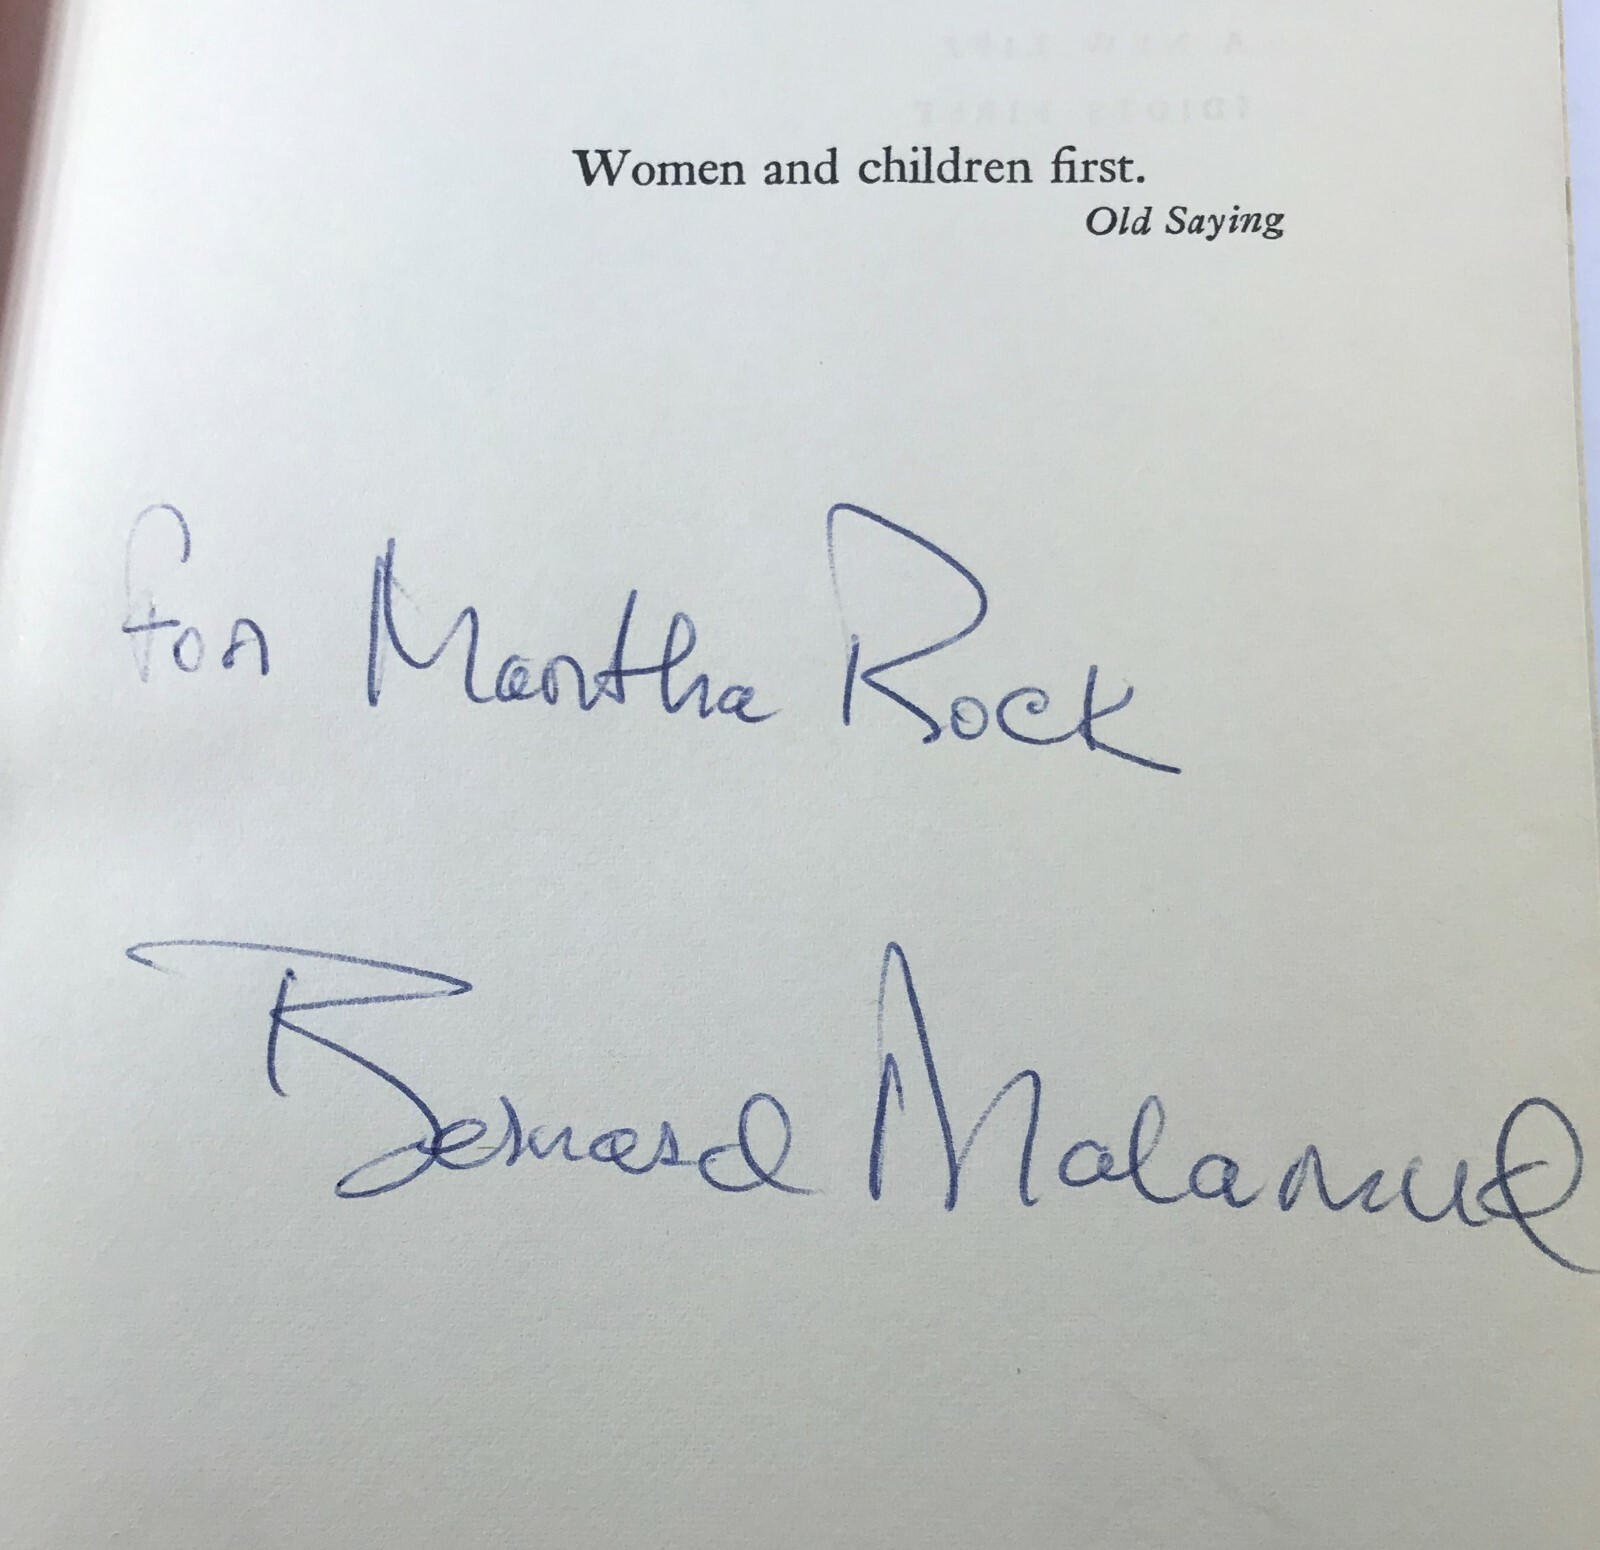 Women and children first.
Old Saying
for Martha Rock
Bernard Malamud